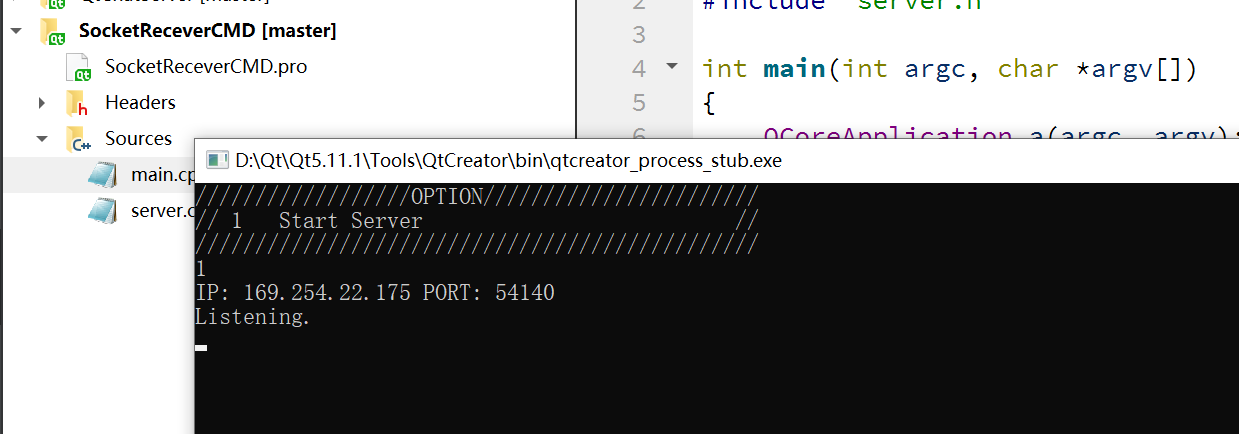 SocketReceverCMD [master]
SocketReceverCMD.pro
Headers
Sources
main.cp
server.c
2
#include "server.h"
3
4 int main(int argc, char *argv[])
5 {
6 QCoreApplication a(argc, argv);
D:\Qt\Qt5.11.1\Tools\QtCreator\bin\qtcreator_process_stub.exe
//////////////////OPTION///////////////////////
// 1 Start Server //
///////////////////////////////////////////////
1
IP: 169.254.22.175 PORT: 54140
Listening.